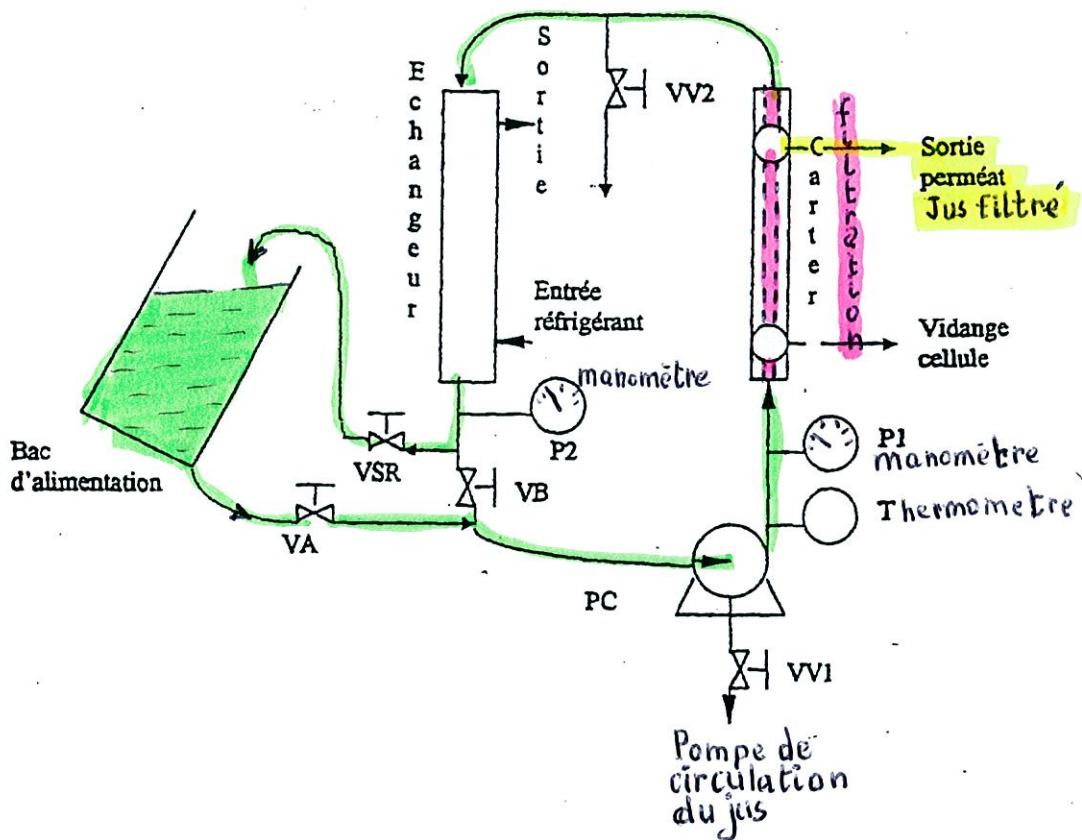 Echangeur
Sortie
VV2
Carter
filtration
Sortie
perméat
Jus filtré
Entrée
réfrigérant
Vidange
cellule
manomètre
P2
P1
manomètre
Thermomètre
Bac
d'alimentation
VSR
VB
VA
PC
VV1
Pompe de
circulation
du jus